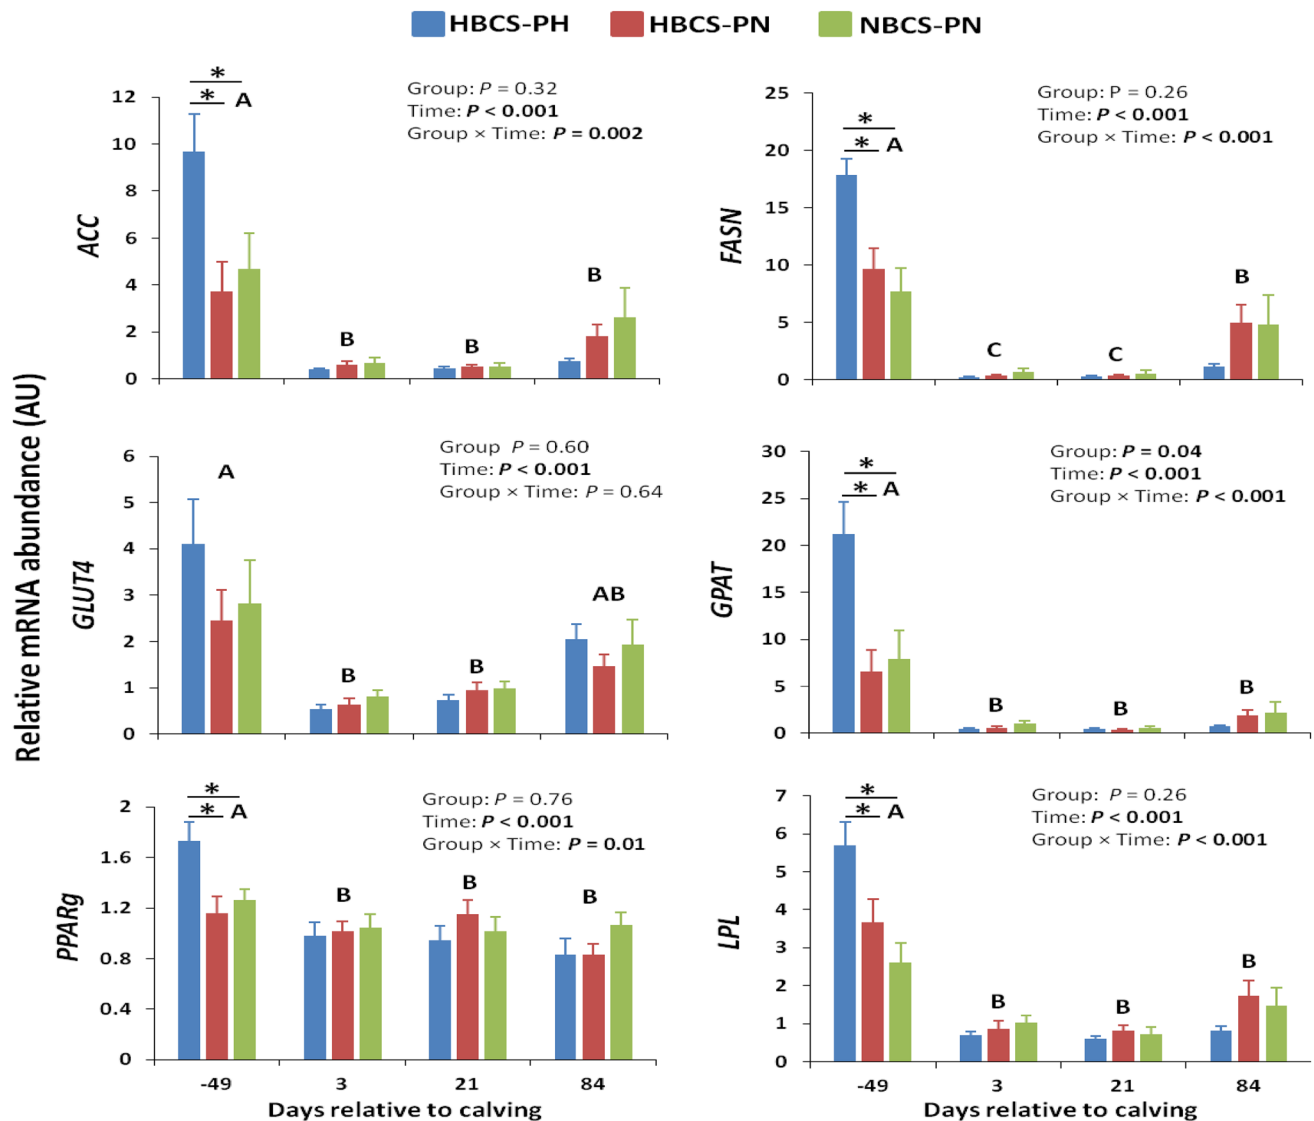 HBCS-PH HBCS-PN NBCS-PN
Relative mRNA abundance (AU)
ACC
12
10
8
6
4
2
0
*
* A
B
B
B
Group: P = 0.32
Time: P < 0.001
Group × Time: P = 0.002
FASN
25
20
15
10
5
0
*
* A
C
C
B
Group: P = 0.26
Time: P < 0.001
Group × Time: P < 0.001
GLUT4
6
5
4
3
2
1
0
A
B
B
AB
Group P = 0.60
Time: P < 0.001
Group × Time: P = 0.64
GPAT
30
25
20
15
10
5
0
*
* A
B
B
B
Group: P = 0.04
Time: P < 0.001
Group × Time: P < 0.001
PPARg
2
1.6
1.2
0.8
0.4
0
*
* A
B
B
B
Group: P = 0.76
Time: P < 0.001
Group × Time: P = 0.01
-49 3 21 84
Days relative to calving
LPL
7
6
5
4
3
2
1
0
*
* A
B
B
B
Group: P = 0.26
Time: P < 0.001
Group × Time: P < 0.001
-49 3 21 84
Days relative to calving